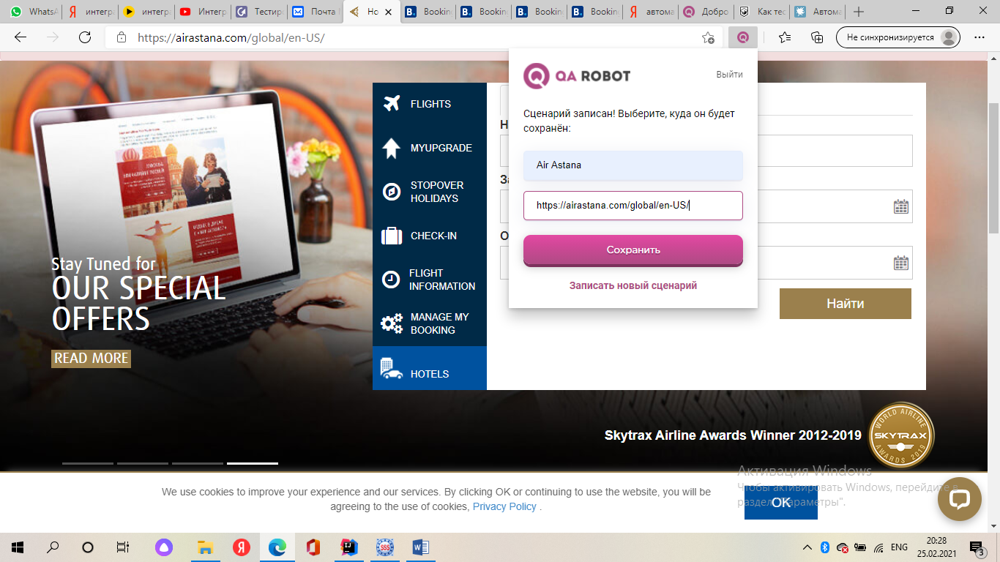 WhatsA
интегра
интегра
Интегр
Тестиро
Почта
Но
Bookin
Bookin
Bookin
Bookin
автома
Добро
Как тес
Автома
https://airastana.com/global/en-US/
Не синхронизируется
QA ROBOT
Выйти
Сценарий записан! Выберите, куда он будет
сохранён:
Air Astana
https://airastana.com/global/en-US/
Сохранить
Записать новый сценарий
FLIGHTS
MYUPGRADE
STOPOVER
HOLIDAYS
CHECK-IN
FLIGHT
INFORMATION
MANAGE MY
BOOKING
HOTELS
Н
За
О
Найти
Stay Tuned for
OUR SPECIAL
OFFERS
READ MORE
Skytrax Airline Awards Winner 2012-2019
WORLD AIRLINE
SKYTRAX
AWARDS 2019
We use cookies to improve your experience and our services. By clicking OK or continuing to use the website, you will be
agreeing to the use of cookies, Privacy Policy .
OK
Активация Windows
Чтобы активировать Windows, перейдите в
раздел "Параметры".
ENG
20:28
25.02.2021
3